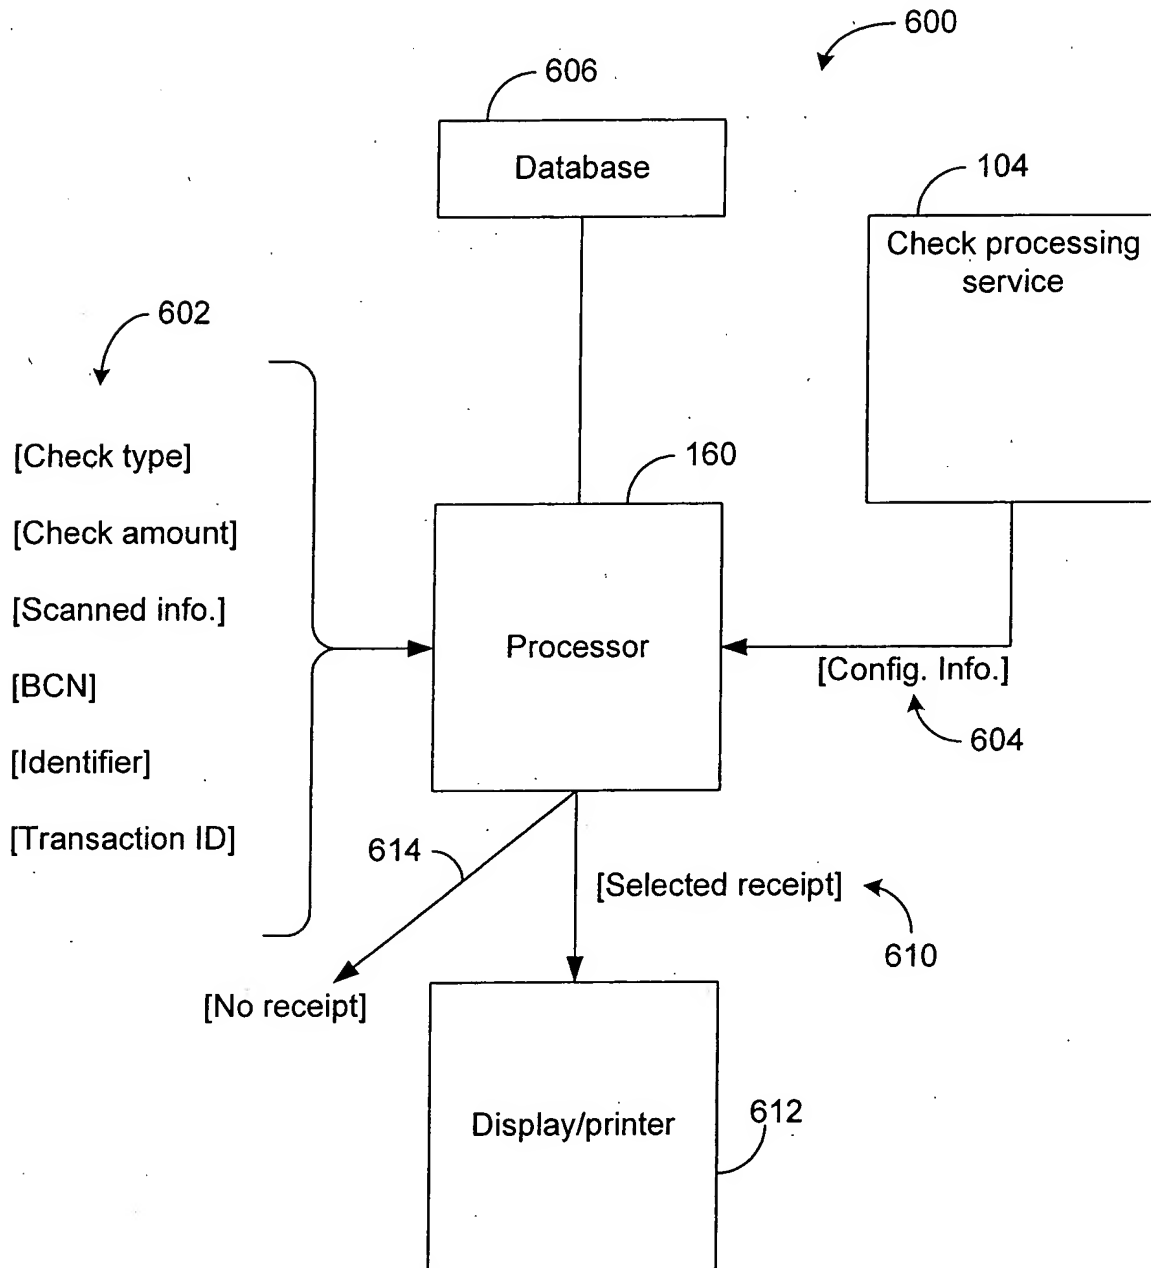 600
606
Database
104
Check processing
service
602
[Check type]
[Check amount]
[Scanned info.]
[BCN]
[Identifier]
[Transaction ID]
160
Processor
[Config. Info.]
604
614
[Selected receipt]
610
[No receipt]
Display/printer
612